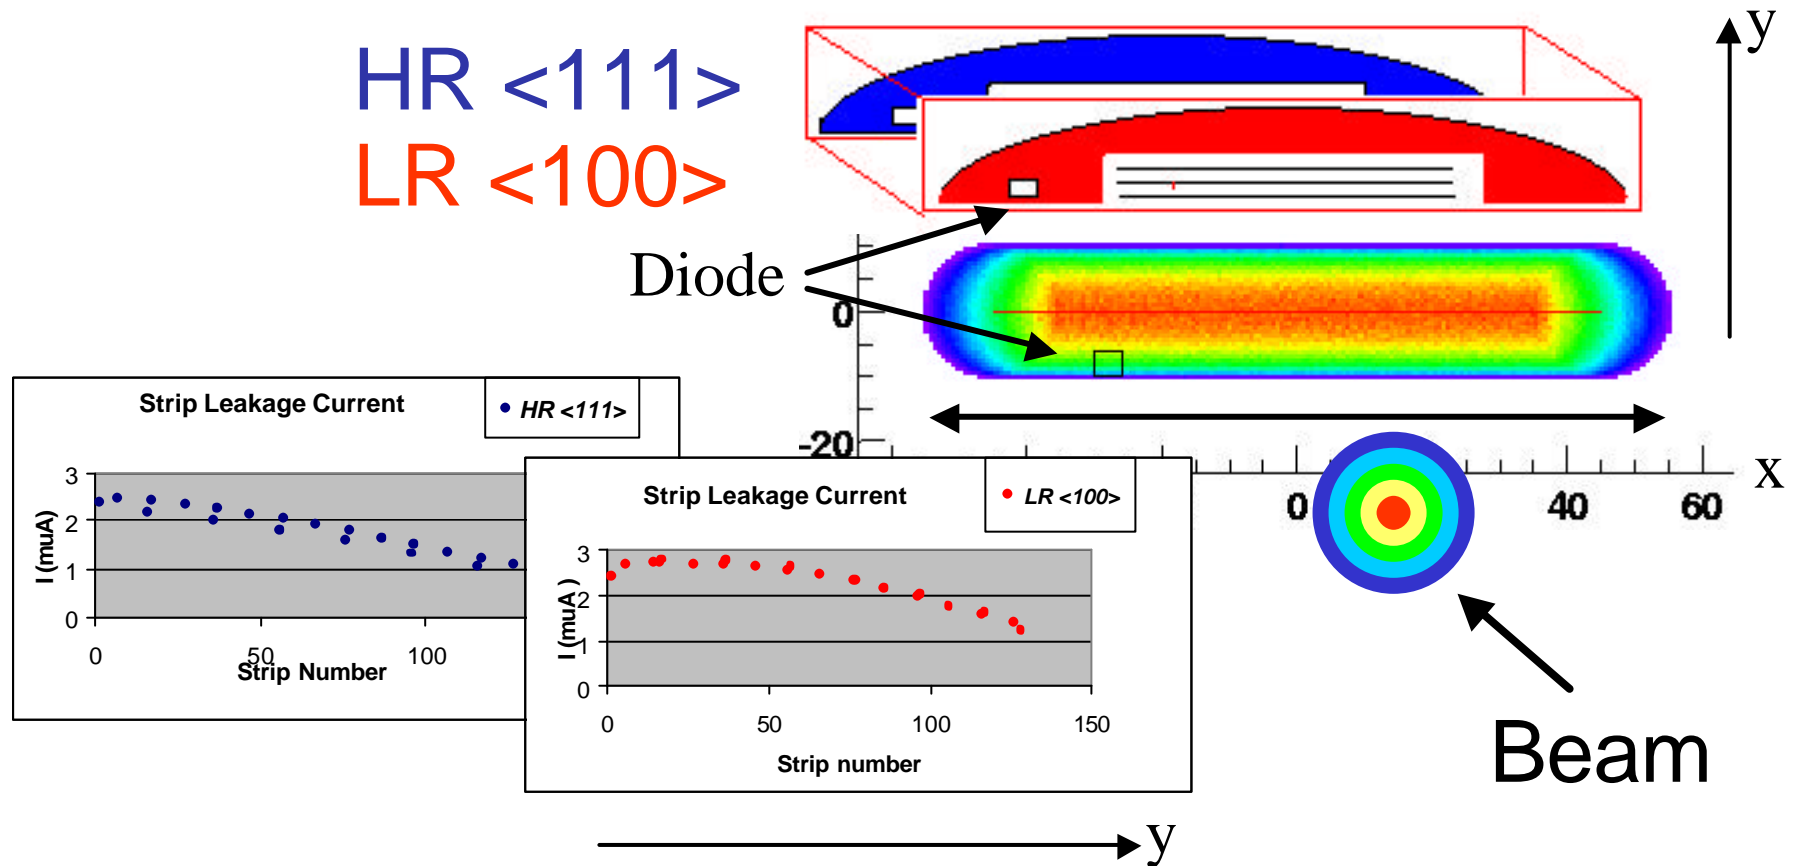 HR <111>
LR <100>
y
Diode
0
-20
0
40
60
x
Strip Leakage Current
HR <111>
3
2
1
0
I (muA)
0
50
100
Strip Number
Strip Leakage Current
LR <100>
3
2
1
0
I (muA )
0
50
100
150
Strip number
Beam
y